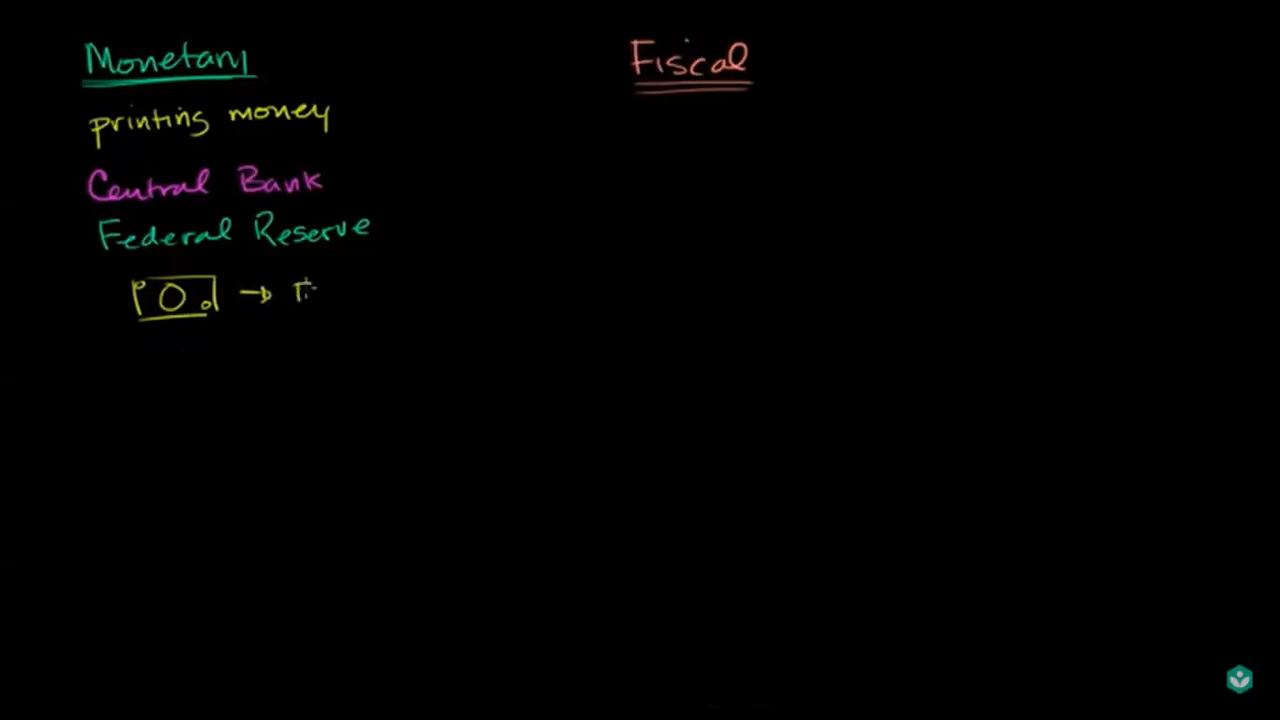 Monetary
Fiscal
printing money
Central Bank
Federal Reserve